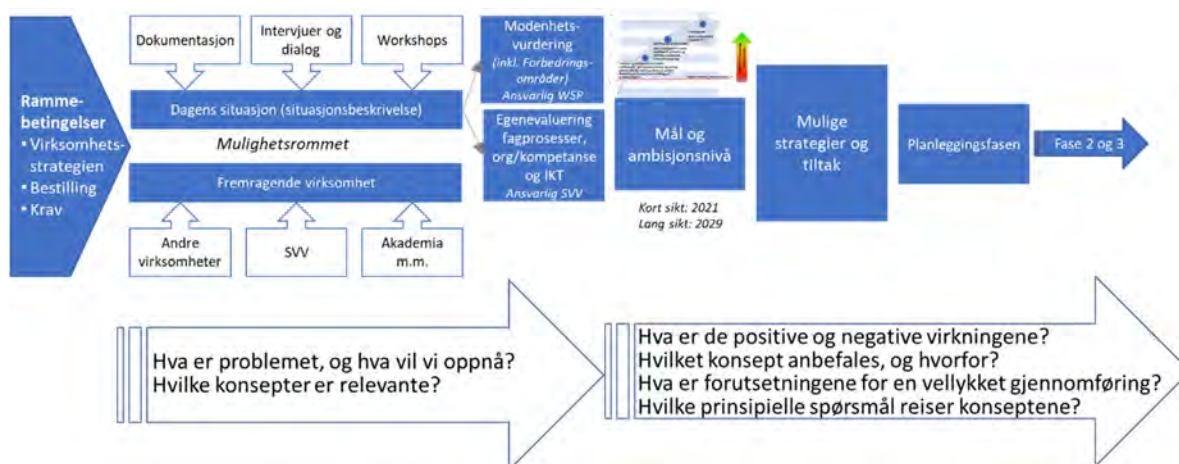 Ramme-
betingelser
• Virksomhets-
strategien
• Bestilling
• Krav
Dokumentasjon
Intervjuer og
dialog
Workshops
Dagens situasjon (situasjonsbeskrivelse)
Mulighetsrommet
Fremragende virksomhet
Andre
virksomheter
SVV
Akademia
m.m.
Modenhets-
vurdering
(inkl. Forbedrings-
områder)
Ansvarlig WSP
Egenevaluering
fagprosesser,
org/kompetanse
og IKT
Ansvarlig SVV
Mål og
ambisjonsnivå
Kort sikt: 2021
Lang sikt: 2029
Mulige
strategier og
tiltak
Planleggingsfasen
Fase 2 og 3
Hva er problemet, og hva vil vi oppnå?
Hvilke konsepter er relevante?
Hva er de positive og negative virkningene?
Hvilket konsept anbefales, og hvorfor?
Hva er forutsetningene for en vellykket gjennomføring?
Hvilke prinsipielle spørsmål reiser konseptene?